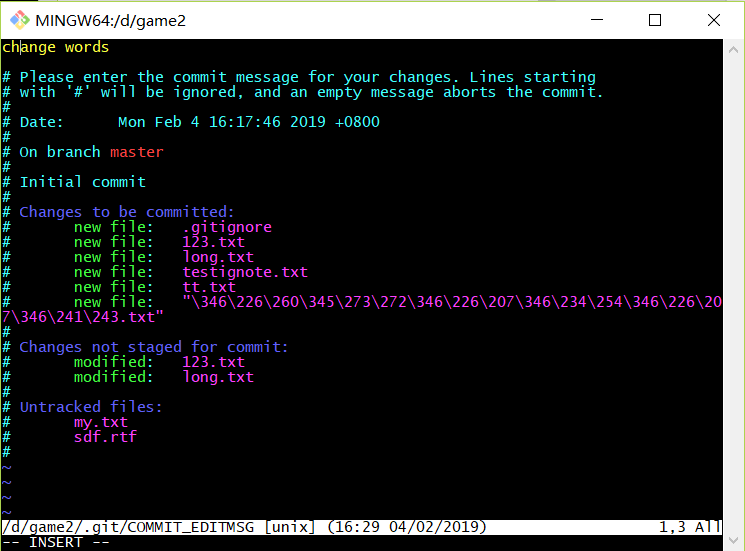 MINGW64:/d/game2
change words
# Please enter the commit message for your changes. Lines starting
# with '#' will be ignored, and an empty message aborts the commit.
#
# Date:      Mon Feb 4 16:17:46 2019 +0800
#
# On branch master
#
# Initial commit
#
# Changes to be committed:
#       new file:   .gitignore
#       new file:   123.txt
#       new file:   long.txt
#       new file:   testignote.txt
#       new file:   tt.txt
#       new file:   "\346\226\260\345\273\272\346\226\207\346\234\254\346\226\20
7\346\241\243.txt"
#
# Changes not staged for commit:
#       modified:   123.txt
#       modified:   long.txt
#
# Untracked files:
#       my.txt
#       sdf.rtf
#
~
~
~
~
/d/game2/.git/COMMIT_EDITMSG [unix] (16:29 04/02/2019) 1,3 All
-- INSERT --